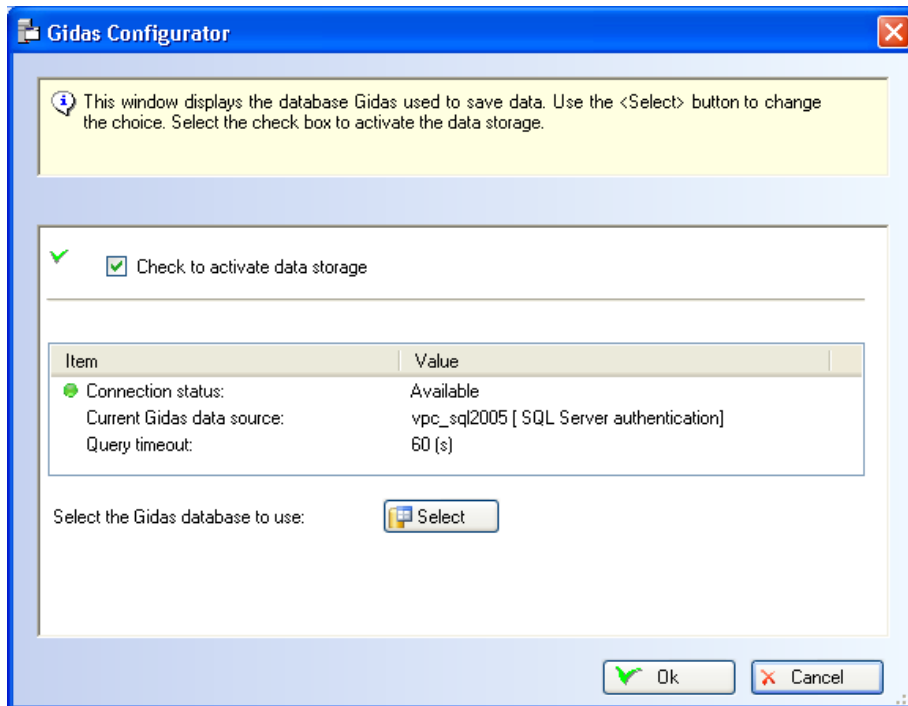 Gidas Configurator
This window displays the database Gidas used to save data. Use the <Select> button to change
the choice. Select the check box to activate the data storage.
Check to activate data storage
Item Value
Connection status: Available
Current Gidas data source: vpc_sql2005 [ SQL Server authentication]
Query timeout: 60 (s)
Select the Gidas database to use: Select
Ok Cancel